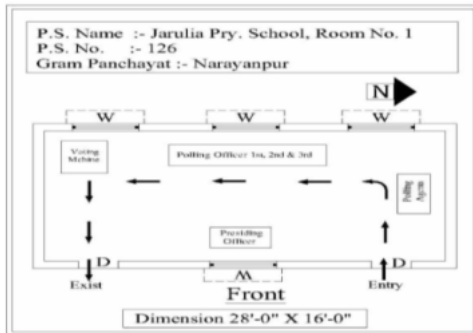 P.S. Name :- Jarulia Pry. School, Room No. 1
P.S. No. :- 126
Gram Panchayat :- Narayanpur
N
W W W
Voting
Mchine
Polling Officer 1st, 2nd & 3rd
Polling
Agents
Presiding
Officer
D D
W
Exist Entry
Front
Dimension 28'-0" X 16'-0"